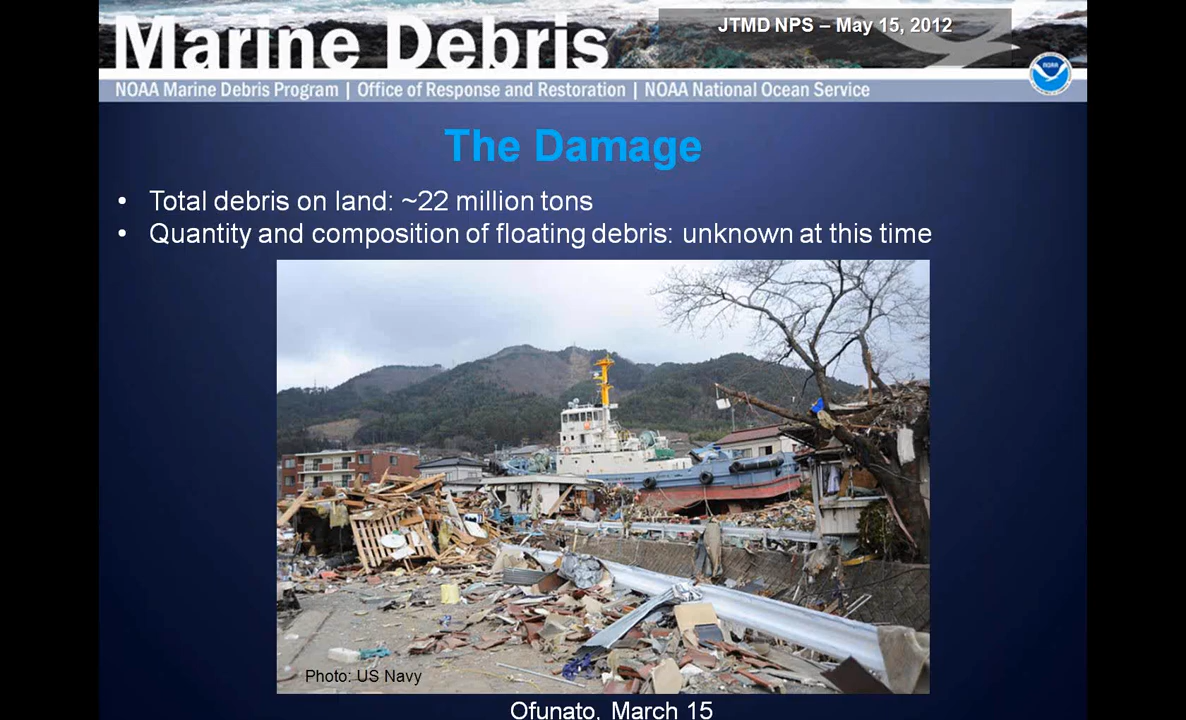 Marine Debris
JTMD NPS – May 15, 2012
NOAA
NOAA Marine Debris Program | Office of Response and Restoration | NOAA National Ocean Service
The Damage
• Total debris on land: ~22 million tons
• Quantity and composition of floating debris: unknown at this time
Photo: US Navy
Ofunato, March 15